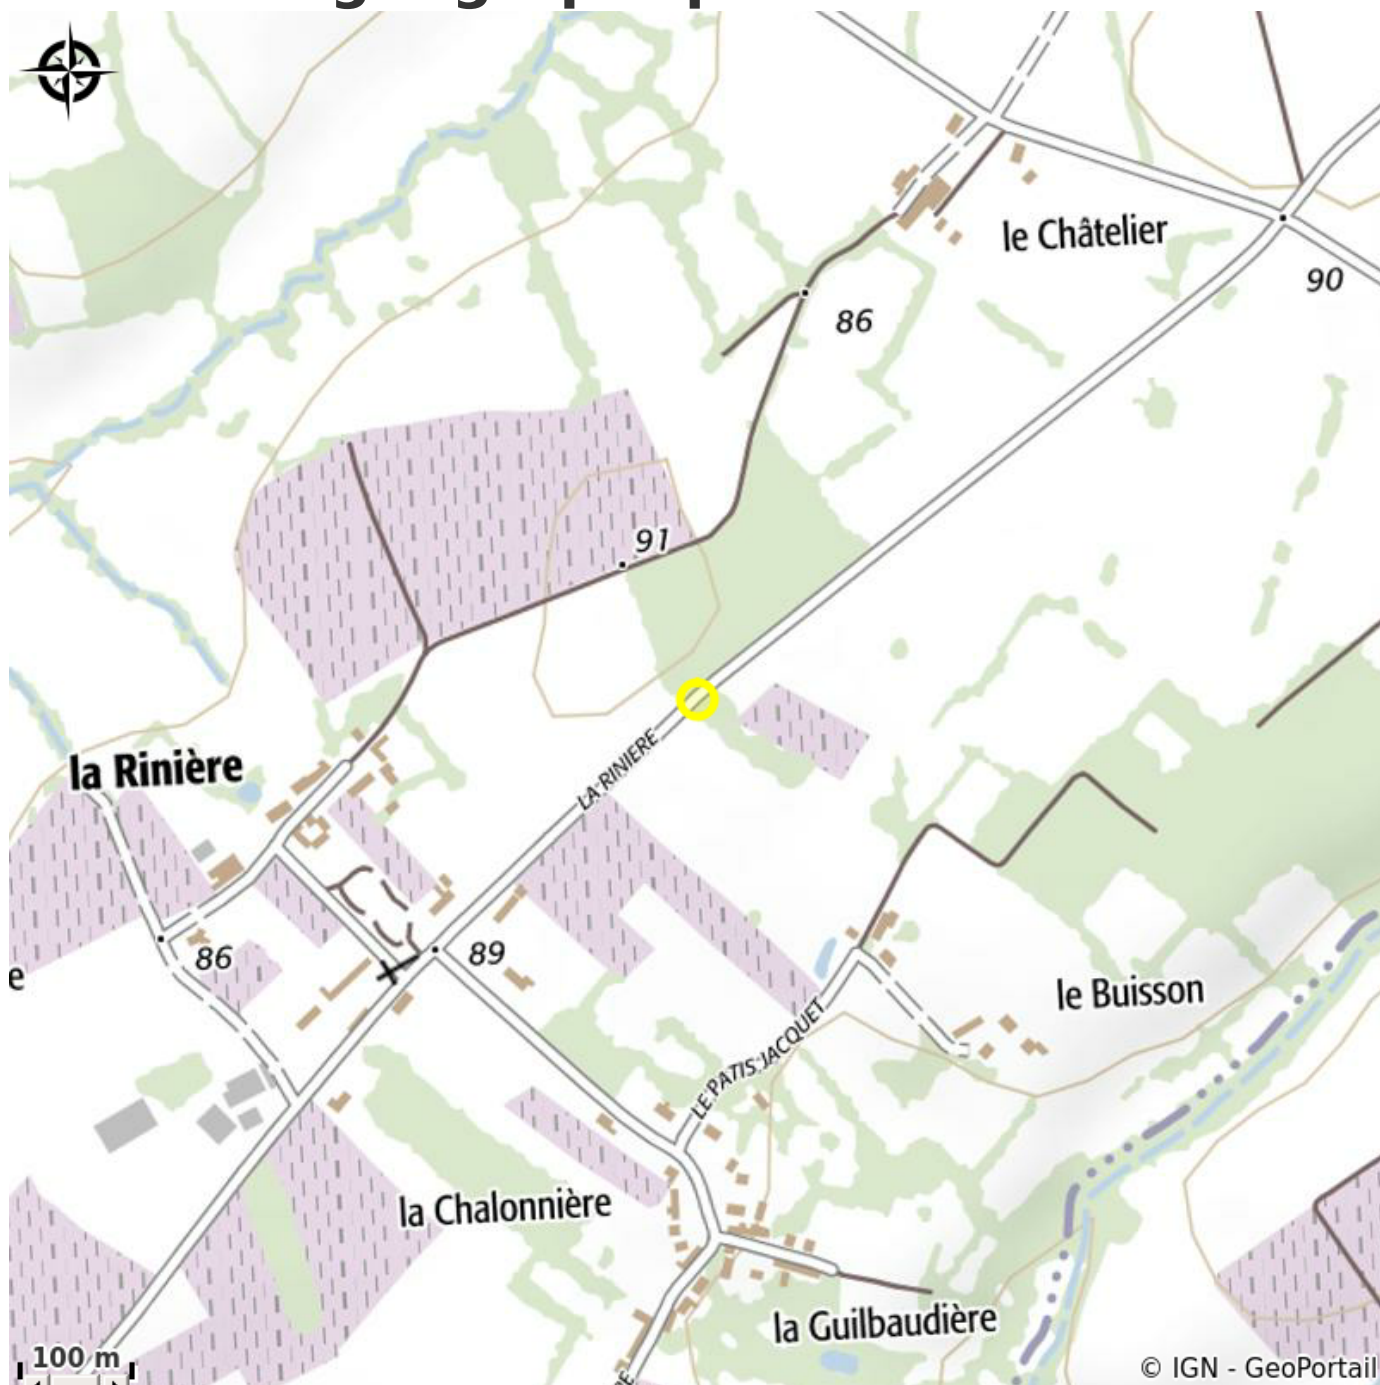 le Châtelier
90
86
91
LA RINIERE
la Rinière
86
89
le Buisson
LE PATIS JACQUET
la Chalonnière
la Guilbaudière
100 m
© IGN - GeoPortail